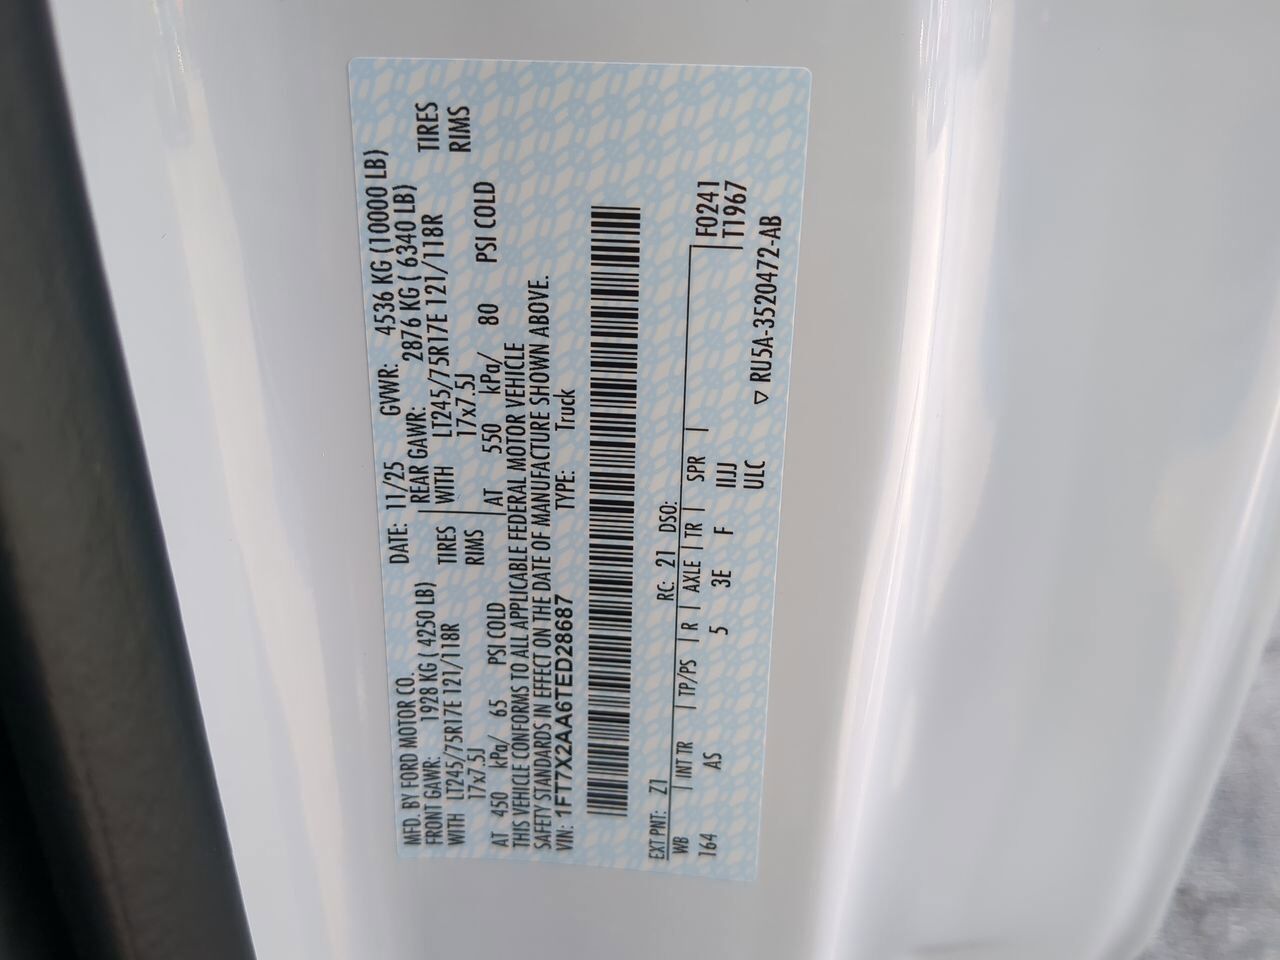 MFD. BY FORD MOTOR CO. DATE: 11/25 GVWR: 4536 KG (10000 LB)
FRONT GAWR: 1928 KG ( 4250 LB) REAR GAWR: 2876 KG ( 6340 LB)
WITH LT245/75R17E 121/118R TIRES WITH LT245/75R17E 121/118R TIRES
17x7.5J RIMS 17x7.5J RIMS
AT 450 kPa/ 65 PSI COLD AT 550 kPa/ 80 PSI COLD
THIS VEHICLE CONFORMS TO ALL APPLICABLE FEDERAL MOTOR VEHICLE
SAFETY STANDARDS IN EFFECT ON THE DATE OF MANUFACTURE SHOWN ABOVE.
VIN: 1FT7X2AA6TED28687 TYPE: Truck
EXT PNT: Z1 RC: 21 DSO: F0241
WB | INT TR | TP/PS | R | AXLE | TR | SPR | T1967
164 AS 5 3E F IIJJ
ULC ▽ RU5A-3520472-AB